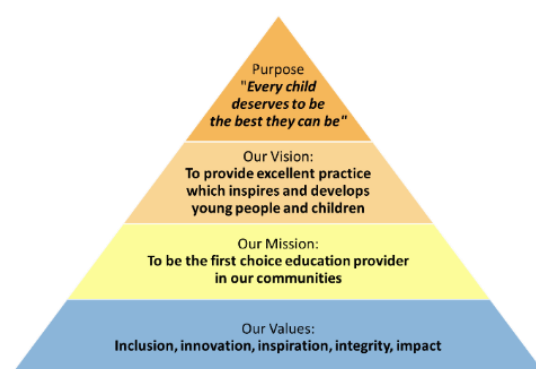 Purpose
"Every child
deserves to be
the best they can be"
Our Vision:
To provide excellent practice
which inspires and develops
young people and children
Our Mission:
To be the first choice education provider
in our communities
Our Values:
Inclusion, innovation, inspiration, integrity, impact